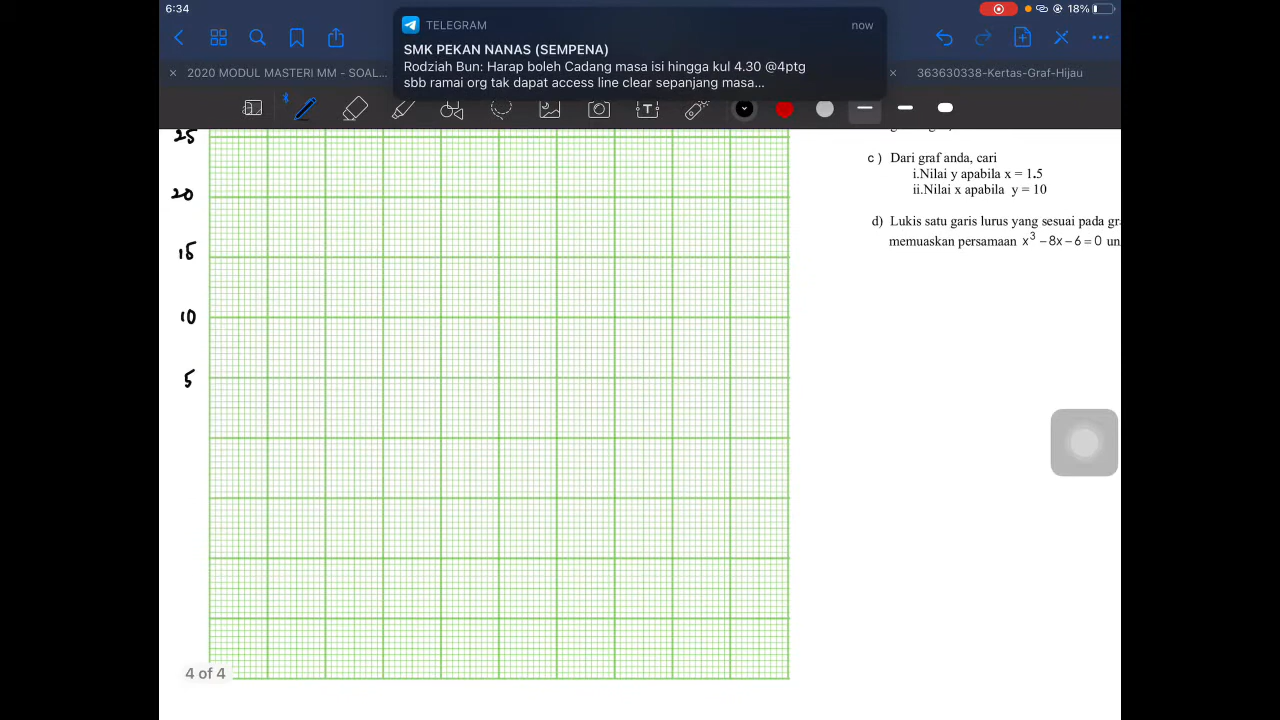 6:34
18%
TELEGRAM
now
SMK PEKAN NANAS (SEMPENA)
Rodziah Bun: Harap boleh Cadang masa isi hingga kul 4.30 @4ptg
sbb ramai org tak dapat access line clear sepanjang masa...
2020 MODUL MASTERI MM - SOAL...
363630338-Kertas-Graf-Hijau
25
20
15
10
5
c ) Dari graf anda, cari
i.Nilai y apabila x = 1.5
ii.Nilai x apabila y = 10
d) Lukis satu garis lurus yang sesuai pada gr
memuaskan persamaan x³ – 8x – 6 = 0 un
4 of 4